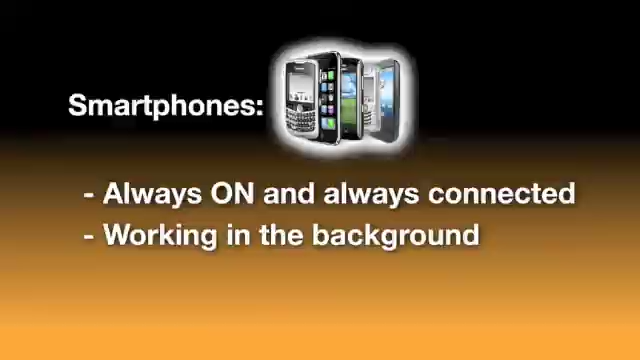 Smartphones:
- Always ON and always connected
- Working in the background